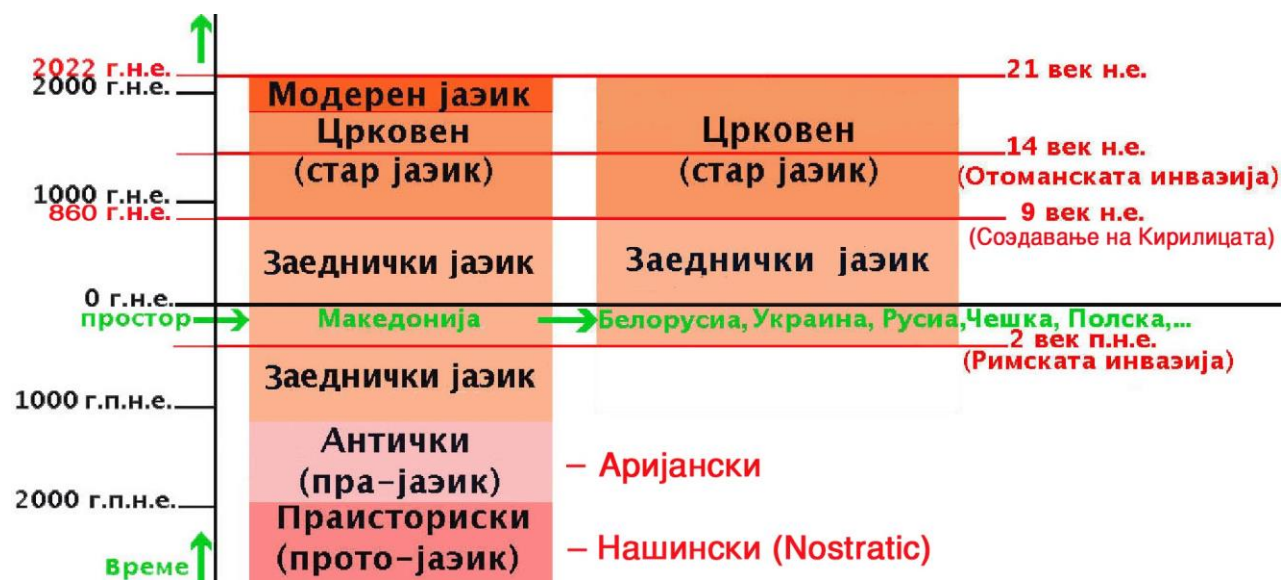 2022 г.н.е.
21 век н.е.
2000 г.н.е.
Модерен јаэик
Црковен
(стар јаэик)
Црковен
(стар јаэик)
14 век н.е.
(Отоманската инваэија)
1000 г.н.е.
860 г.н.е.
9 век н.е.
(Создавање на Кирилицата)
Заеднички јаэик
Заеднички јаэик
0 г.н.е.
простор
Македонија
Белорусиа, Украина, Русиа,Чешка, Полска,...
2 век п.н.е.
(Римската инваэија)
Заеднички јаэик
1000 г.п.н.е.
Антички
(пра-јаэик)
– Аријански
2000 г.п.н.е.
Праисториски
(прото-јаэик)
– Нашински (Nostratic)
Време